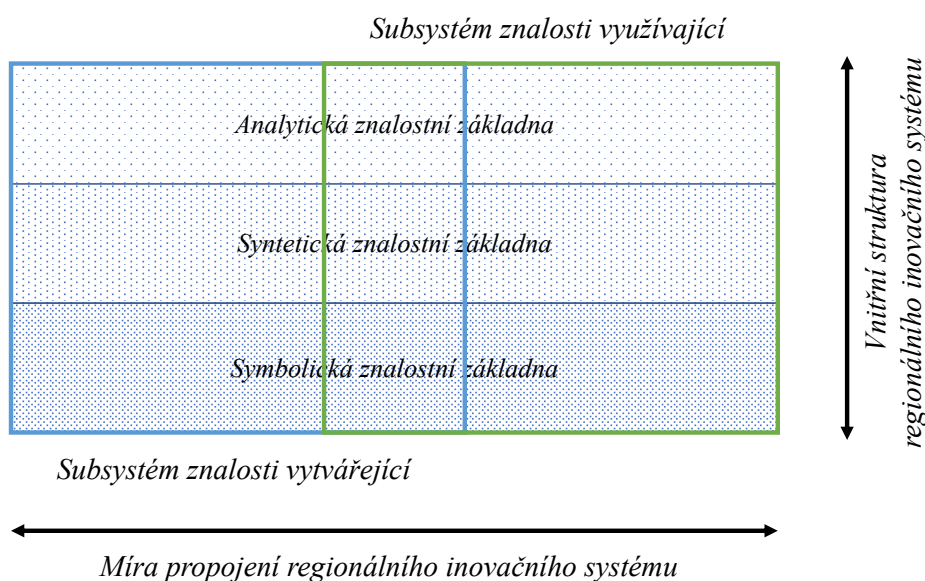 Subsystém znalosti využívající
Analytická znalostní základna
Syntetická znalostní základna
Symbolická znalostní základna
Subsystém znalosti vytvářející
Míra propojení regionálního inovačního systému
Vnitřní struktura
regionálního inovačního systému